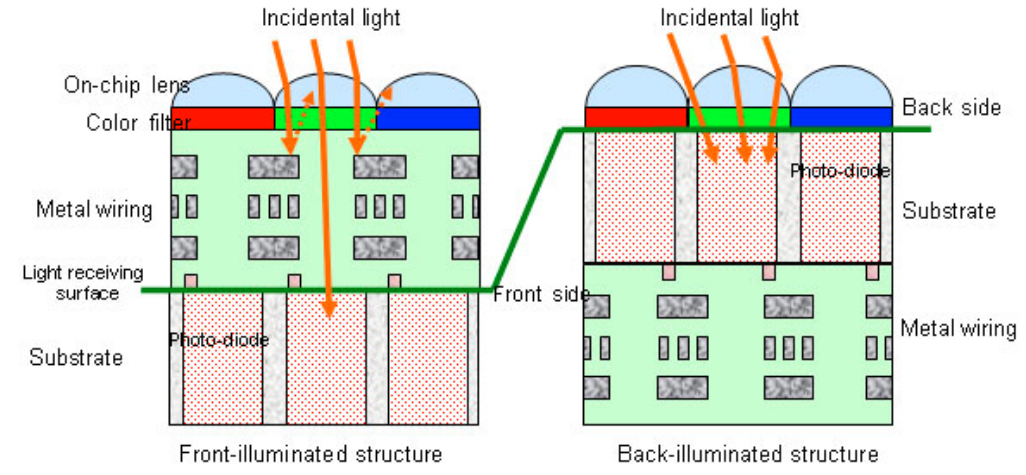 Incidental light
On-chip lens
Color filter
Metal wiring
Light receiving
surface
Front side
Photo-diode
Substrate
Front-illuminated structure
Incidental light
Back side
Photo-diode
Substrate
Metal wiring
Back-illuminated structure